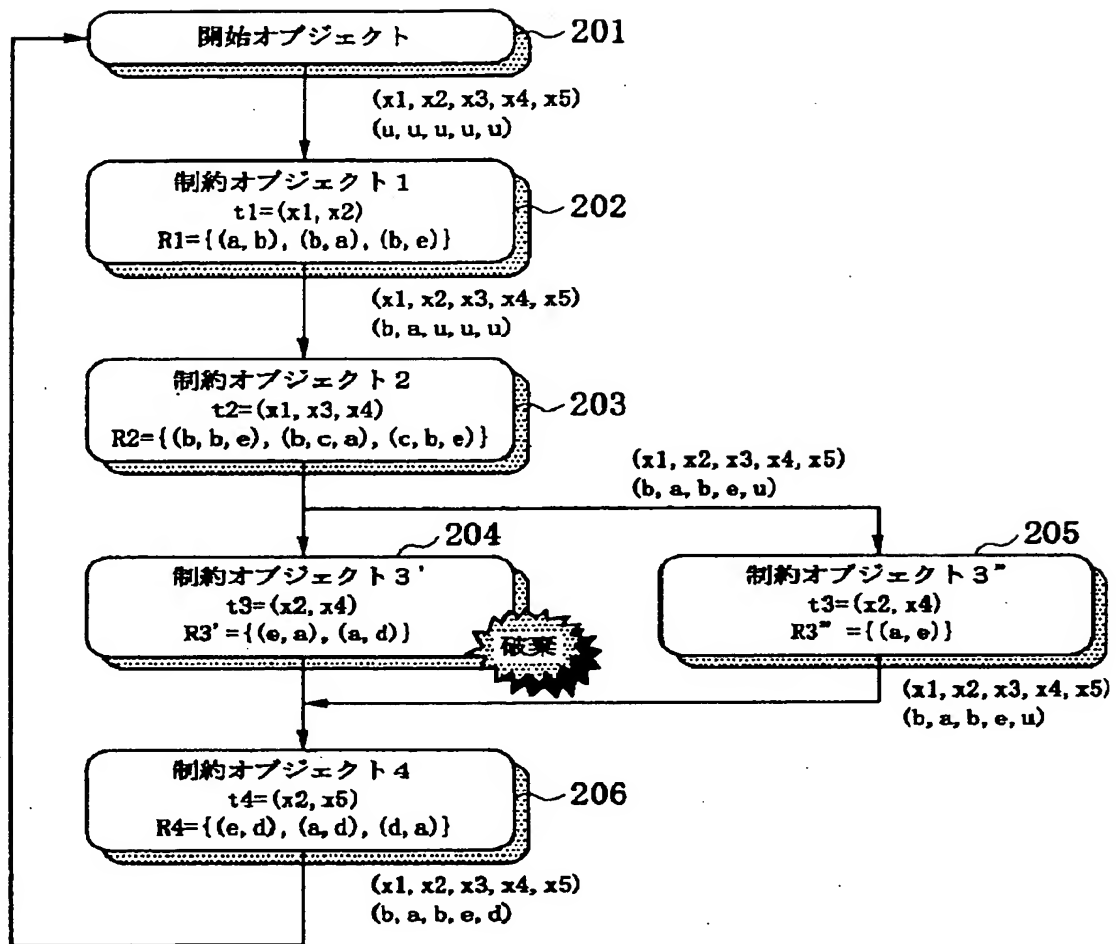 開始オブジェクト
201
(x1, x2, x3, x4, x5)
(u, u, u, u, u)
制約オブジェクト1
t1=(x1, x2)
R1={(a, b), (b, a), (b, e)}
202
(x1, x2, x3, x4, x5)
(b, a, u, u, u)
制約オブジェクト2
t2=(x1, x3, x4)
R2={(b, b, e), (b, c, a), (c, b, e)}
203
(x1, x2, x3, x4, x5)
(b, a, b, e, u)
204
制約オブジェクト3'
t3=(x2, x4)
R3'={(e, a), (a, d)}
破棄
205
制約オブジェクト3"
t3=(x2, x4)
R3"'={(a, e)}
(x1, x2, x3, x4, x5)
(b, a, b, e, u)
制約オブジェクト4
t4=(x2, x5)
R4={(e, d), (a, d), (d, a)}
206
(x1, x2, x3, x4, x5)
(b, a, b, e, d)